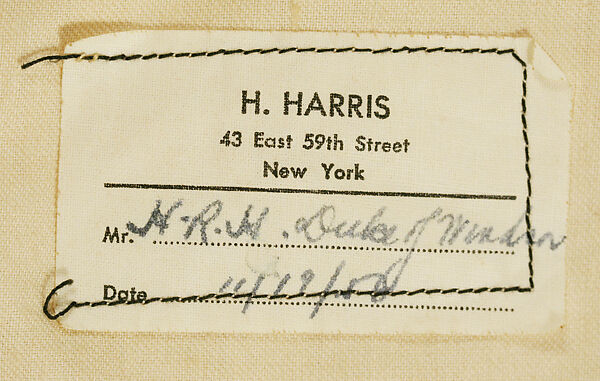 H. HARRIS
43 East 59th Street
New York
Mr. H.R.H. Duke of Windsor
Date